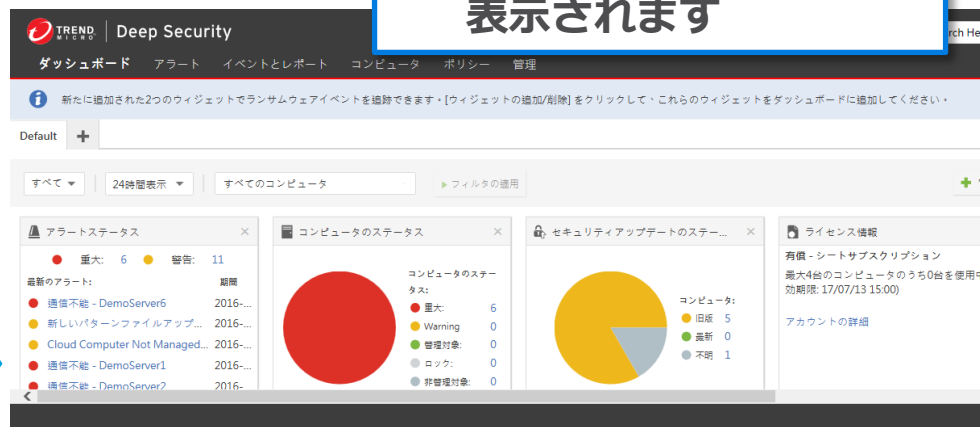 表示されます
TREND MICRO Deep Security
ダッシュボード アラート イベントとレポート コンピュータ ポリシー 管理
新たに追加された2つのウィジェットでランサムウェアイベントを追跡できます。[ウィジェットの追加/削除] をクリックして、これらのウィジェットをダッシュボードに追加してください。
Default
すべて 24時間表示 すべてのコンピュータ フィルタの適用
アラートステータス
重大: 6 警告: 11
最新のアラート: 期間
通信不能 - DemoServer6 2016-...
新しいパターンファイルアップ... 2016-...
Cloud Computer Not Managed... 2016-...
通信不能 - DemoServer1 2016-...
通信不能 - DemoServer2 2016-
コンピュータのステータス
コンピュータのステー
タス:
重大: 6
Warning 0
管理対象: 0
ロック: 0
非管理対象: 0
セキュリティアップデートのステー...
コンピュータ:
旧版 5
最新 0
不明 1
ライセンス情報
有償 - シートサブスクリプション
最大4台のコンピュータのうち0台を使用中
効期限: 17/07/13 15:00)
アカウントの詳細